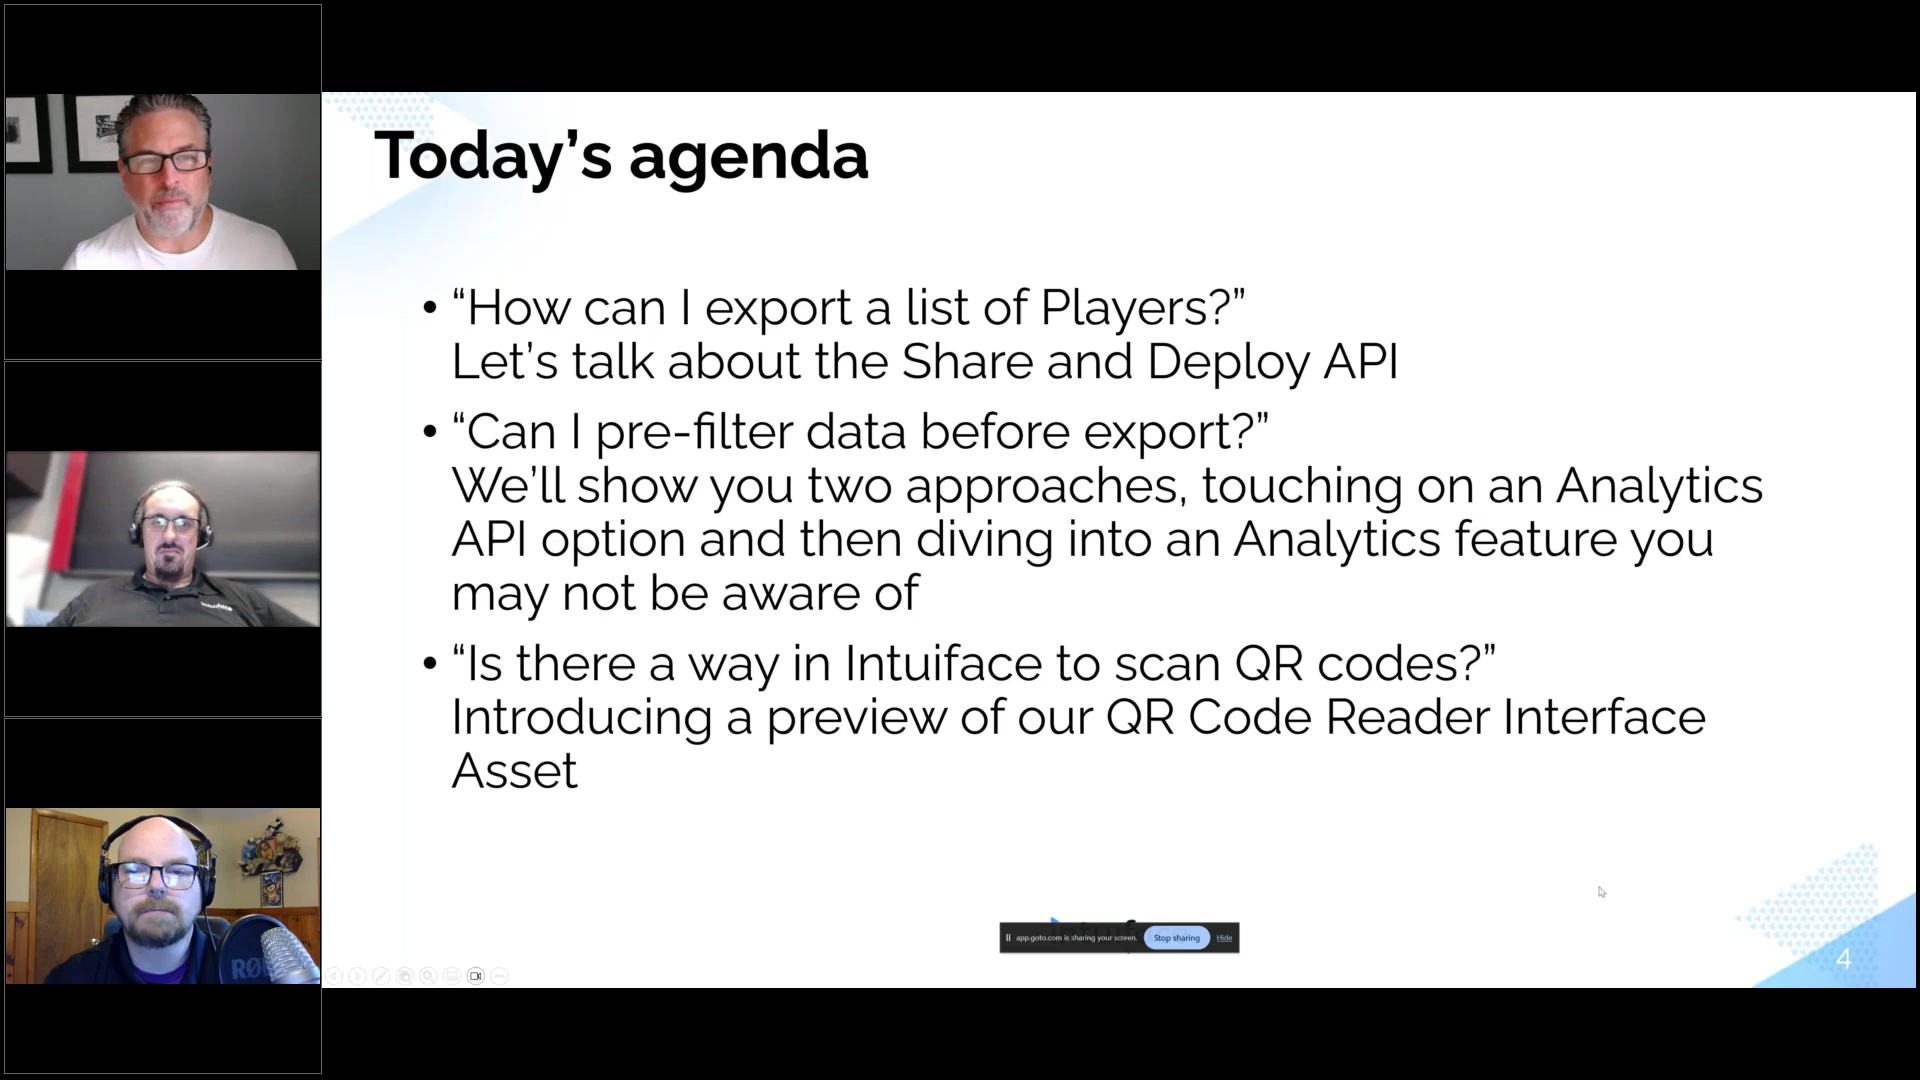 Today’s agenda
• “How can I export a list of Players?”
Let’s talk about the Share and Deploy API
• “Can I pre-filter data before export?”
We’ll show you two approaches, touching on an Analytics
API option and then diving into an Analytics feature you
may not be aware of
• “Is there a way in Intuiface to scan QR codes?”
Introducing a preview of our QR Code Reader Interface
Asset
app.goto.com is sharing your screen.
Stop sharing
Hide
4
intuiface